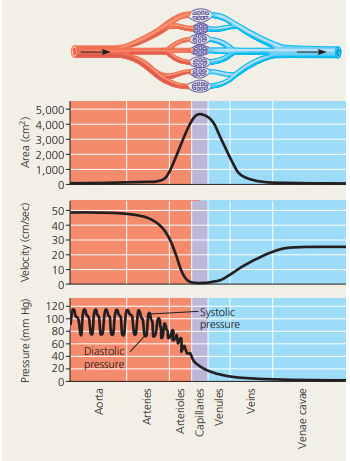 Area (cm²)
5,000
4,000
3,000
2,000
1,000
0
Velocity (cm/sec)
50
40
30
20
10
0
Pressure (mm Hg)
120
100
80
60
40
20
0
Systolic
pressure
Diastolic
pressure
Aorta
Arteries
Arterioles
Capillaries
Venules
Veins
Venae cavae